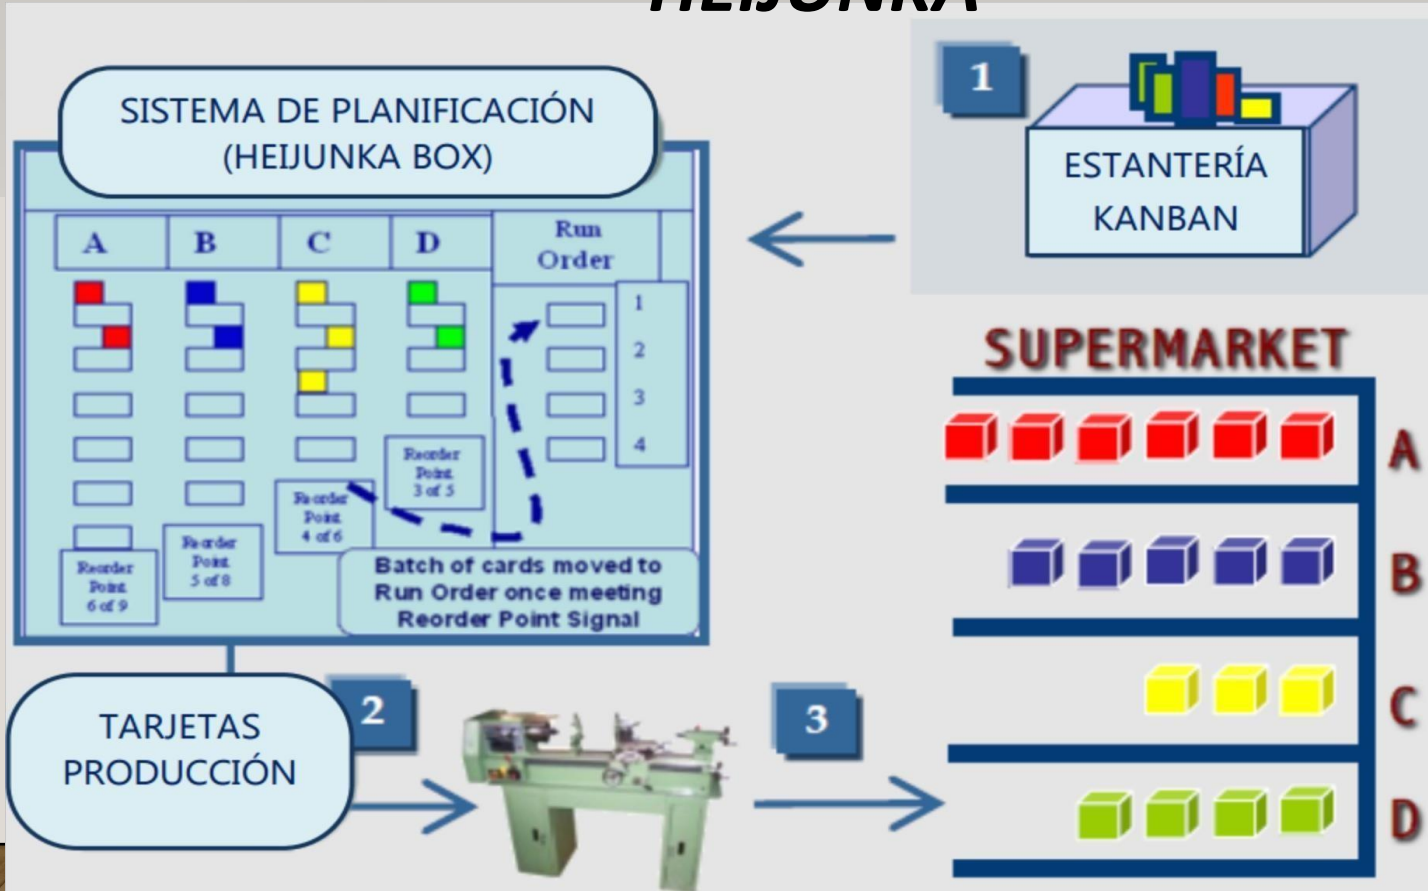 HEIJUNKA
SISTEMA DE PLANIFICACIÓN
(HEIJUNKA BOX)
A
B
C
D
Run
Order
1
2
3
4
Reorder
Point
6 of 9
Reorder
Point
5 of 8
Reorder
Point
4 of 6
Reorder
Point
3 of 5
Batch of cards moved to
Run Order once meeting
Reorder Point Signal
1
ESTANTERÍA
KANBAN
TARJETAS
PRODUCCIÓN
2
3
SUPERMARKET
A
B
C
D